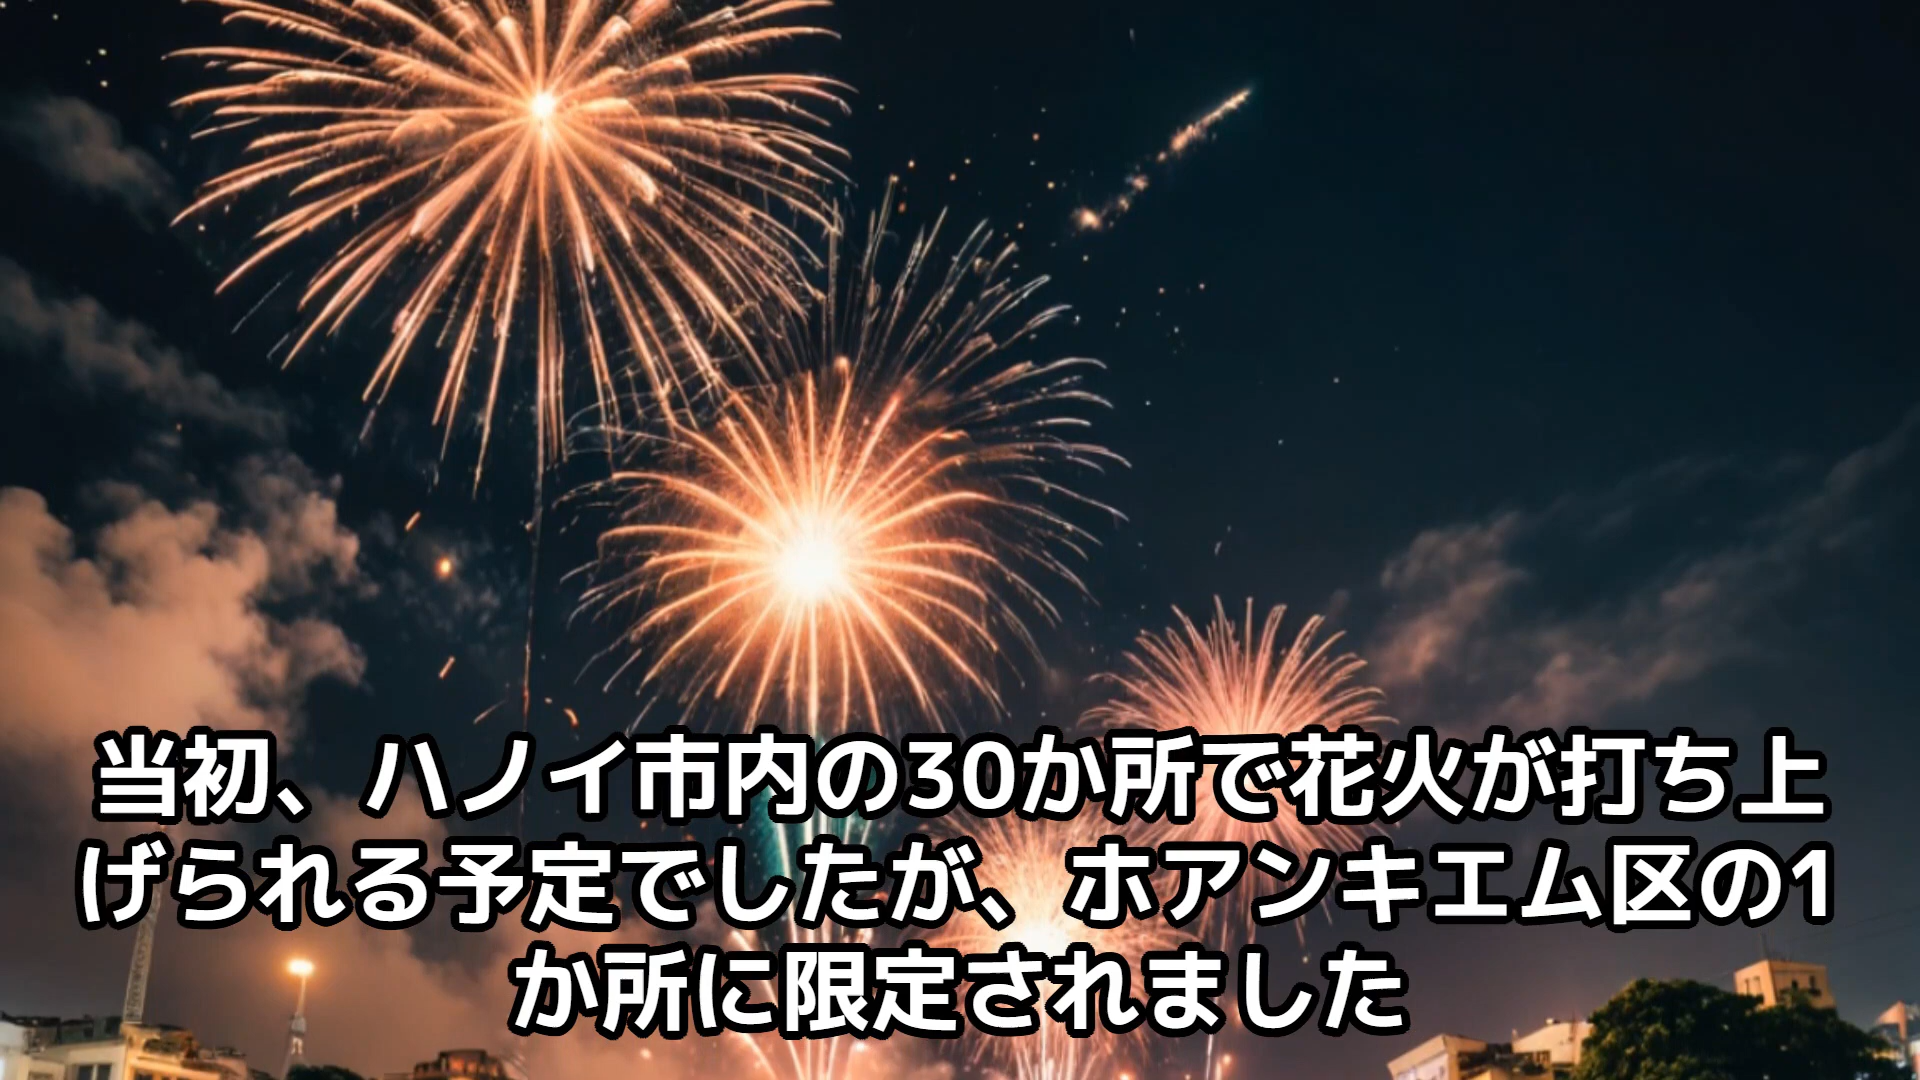 当初、ハノイ市内の30か所で花火が打ち上
げられる予定でしたが、ホアンキエム区の1
か所に限定されました